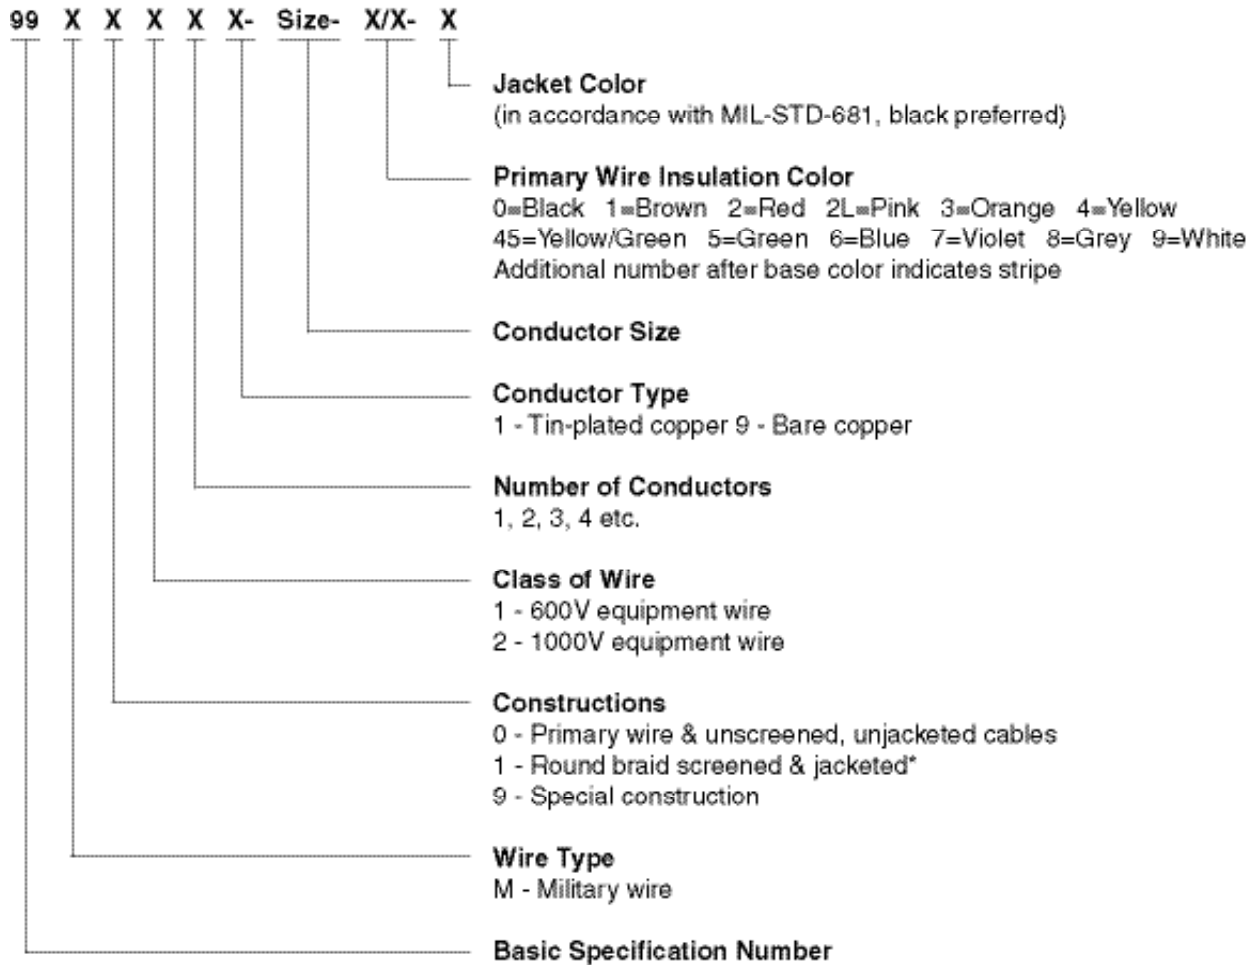 99 X X X X X- Size- X/X- X
Jacket Color
(in accordance with MIL-STD-681, black preferred)
Primary Wire Insulation Color
0=Black 1=Brown 2=Red 2L=Pink 3=Orange 4=Yellow
45=Yellow/Green 5=Green 6=Blue 7=Violet 8=Grey 9=White
Additional number after base color indicates stripe
Conductor Size
Conductor Type
1 - Tin-plated copper 9 - Bare copper
Number of Conductors
1, 2, 3, 4 etc.
Class of Wire
1 - 600V equipment wire
2 - 1000V equipment wire
Constructions
0 - Primary wire & unscreened, unjacketed cables
1 - Round braid screened & jacketed*
9 - Special construction
Wire Type
M - Military wire
Basic Specification Number